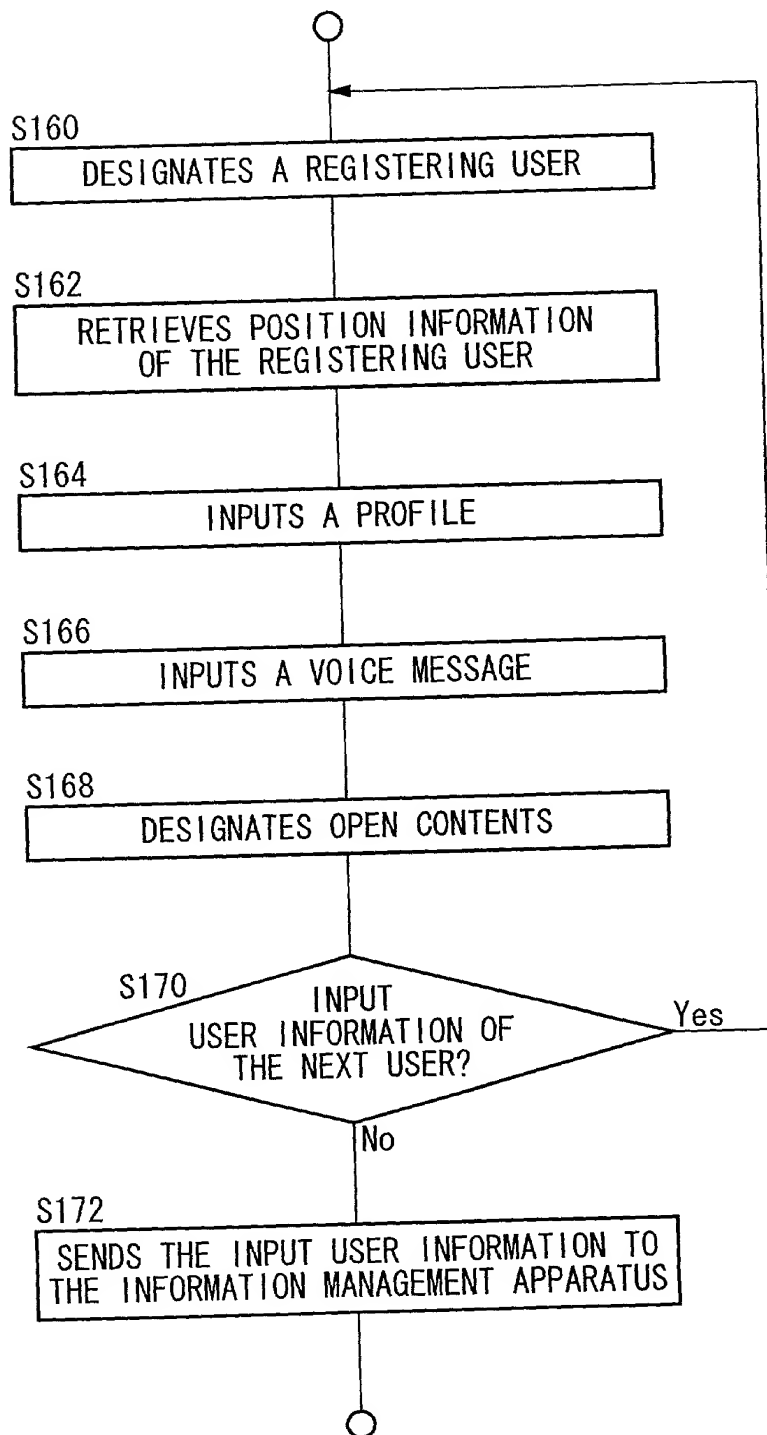 S160
DESIGNATES A REGISTERING USER
S162
RETRIEVES POSITION INFORMATION
OF THE REGISTERING USER
S164
INPUTS A PROFILE
S166
INPUTS A VOICE MESSAGE
S168
DESIGNATES OPEN CONTENTS
S170
INPUT
USER INFORMATION OF
THE NEXT USER?
Yes
No
S172
SENDS THE INPUT USER INFORMATION TO
THE INFORMATION MANAGEMENT APPARATUS